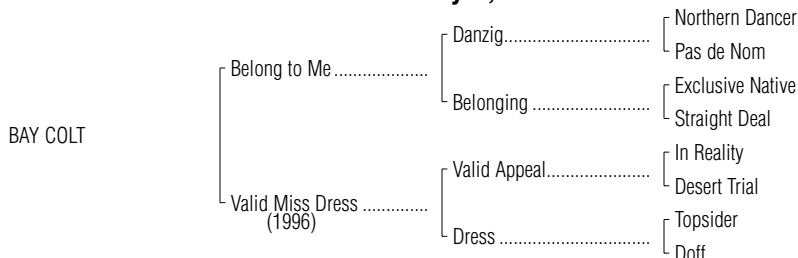 Northern Dancer
Danzig
Pas de Nom
Belong to Me
Exclusive Native
Belonging
Straight Deal
BAY COLT
In Reality
Valid Appeal
Desert Trial
Valid Miss Dress
(1996)
Topsider
Dress
Doff